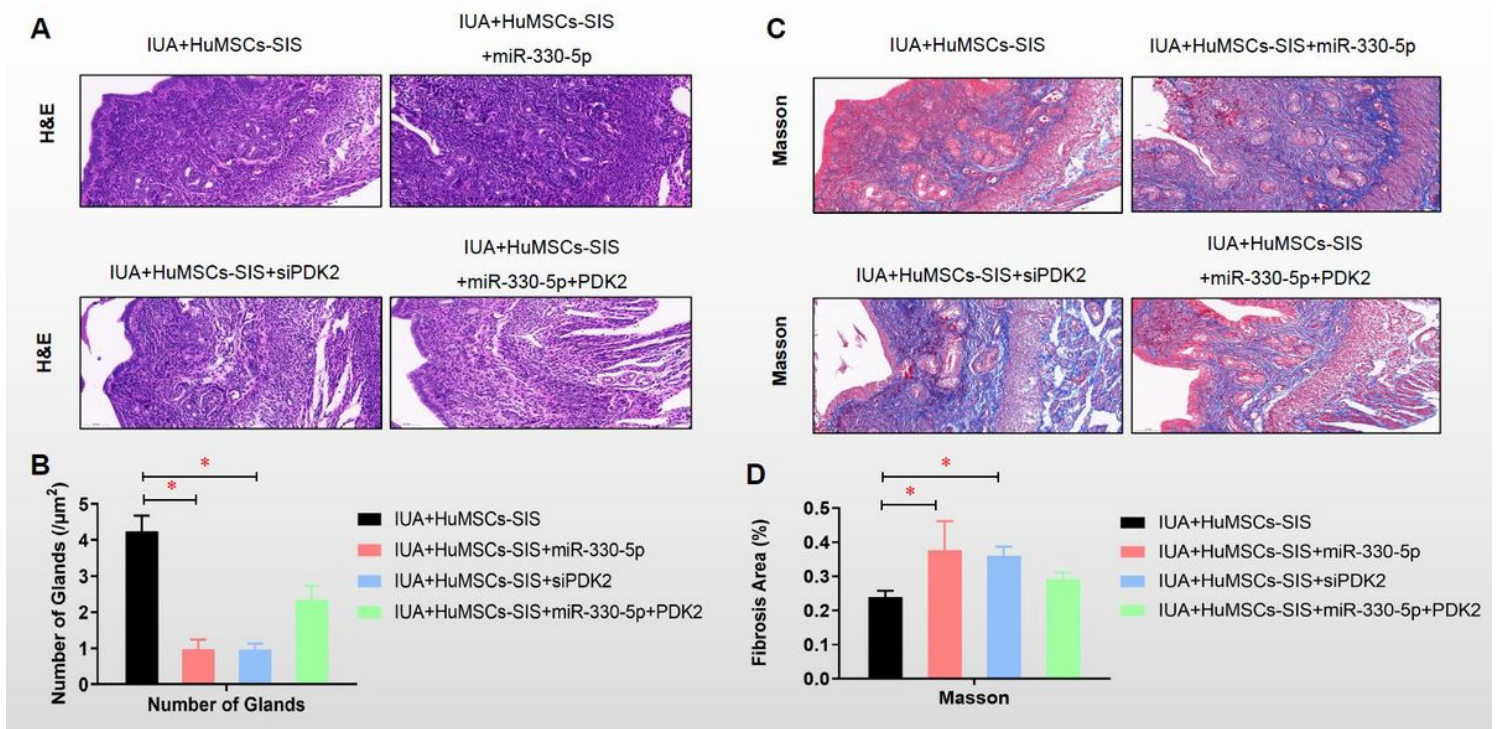 A
IUA+HuMSCs-SIS
IUA+HuMSCs-SIS
+miR-330-5p
H&E
IUA+HuMSCs-SIS+siPDK2
IUA+HuMSCs-SIS
+miR-330-5p+PDK2
H&E
B
Number of Glands (/μm²)
5
4
3
2
1
0
*
*
Number of Glands
IUA+HuMSCs-SIS
IUA+HuMSCs-SIS+miR-330-5p
IUA+HuMSCs-SIS+siPDK2
IUA+HuMSCs-SIS+miR-330-5p+PDK2
C
IUA+HuMSCs-SIS
IUA+HuMSCs-SIS+miR-330-5p
Masson
IUA+HuMSCs-SIS+siPDK2
IUA+HuMSCs-SIS
+miR-330-5p+PDK2
Masson
D
Fibrosis Area (%)
0.5
0.4
0.3
0.2
0.1
0.0
*
*
Masson
IUA+HuMSCs-SIS
IUA+HuMSCs-SIS+miR-330-5p
IUA+HuMSCs-SIS+siPDK2
IUA+HuMSCs-SIS+miR-330-5p+PDK2